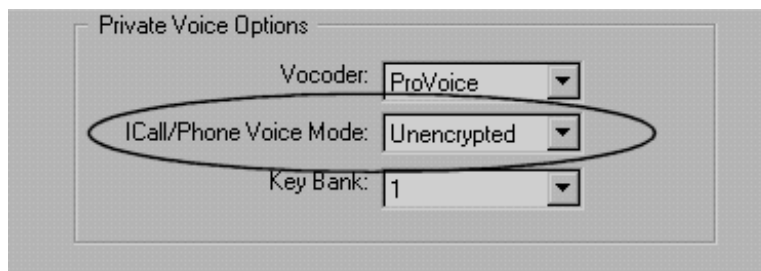 Private Voice Options
Vocoder: ProVoice
ICall/Phone Voice Mode: Unencrypted
Key Bank: 1